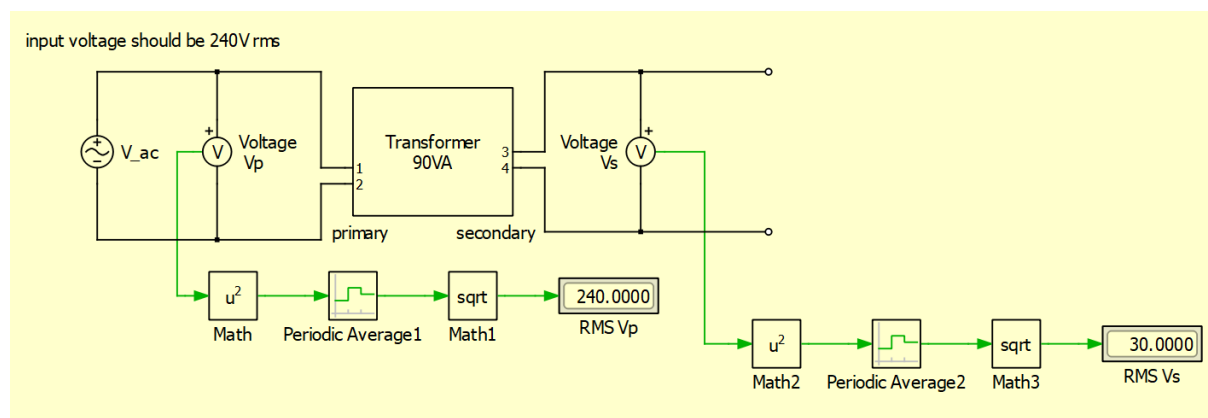 input voltage should be 240V rms
V_ac
+
V
Voltage
Vp
1
2
Transformer
90VA
3
4
primary
secondary
Voltage
Vs
+
V
u²
Math
Periodic Average1
sqrt
Math1
240.0000
RMS Vp
u²
Math2
Periodic Average2
sqrt
Math3
30.0000
RMS Vs